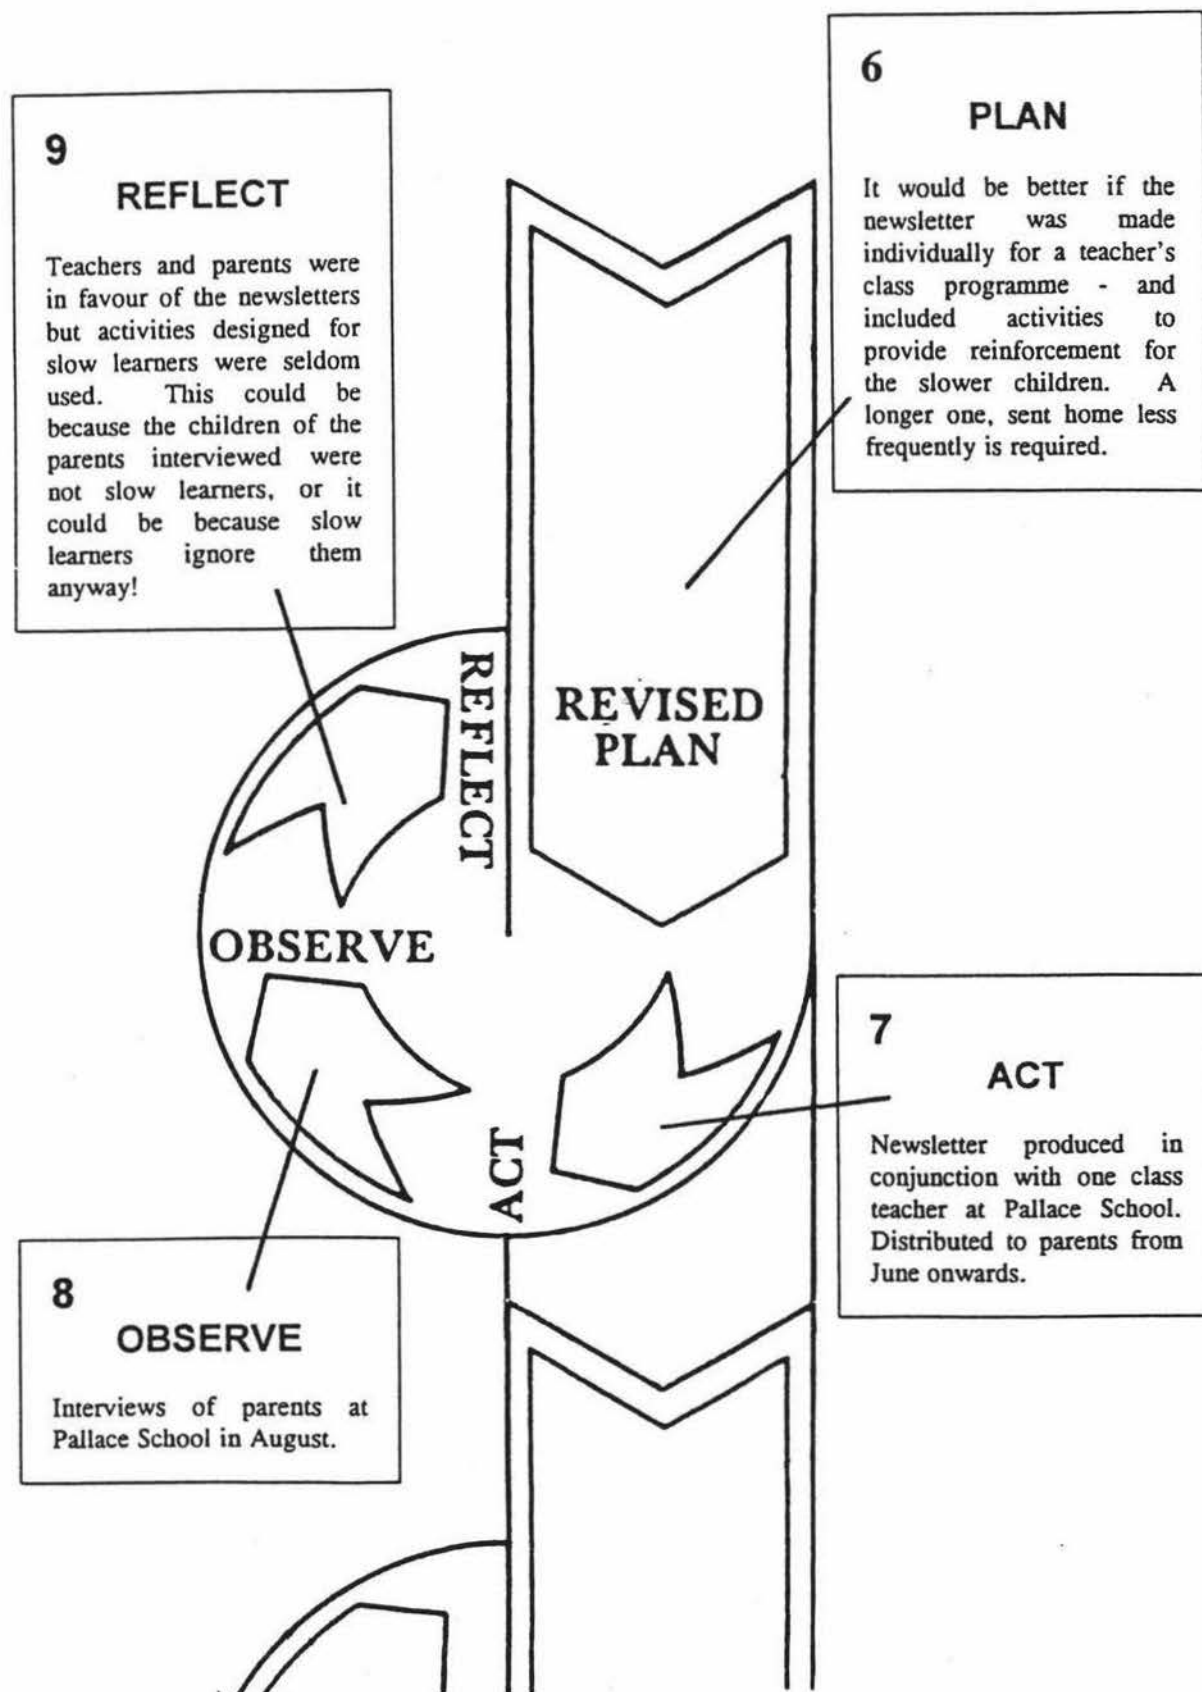 6
PLAN
It would be better if the
newsletter was made
individually for a teacher's
class programme - and
included activities to
provide reinforcement for
the slower children. A
longer one, sent home less
frequently is required.
9
REFLECT
Teachers and parents were
in favour of the newsletters
but activities designed for
slow learners were seldom
used. This could be
because the children of the
parents interviewed were
not slow learners, or it
could be because slow
learners ignore them
anyway!
REFLECT
REVISED
PLAN
OBSERVE
ACT
7
ACT
Newsletter produced in
conjunction with one class
teacher at Pallace School.
Distributed to parents from
June onwards.
8
OBSERVE
Interviews of parents at
Pallace School in August.